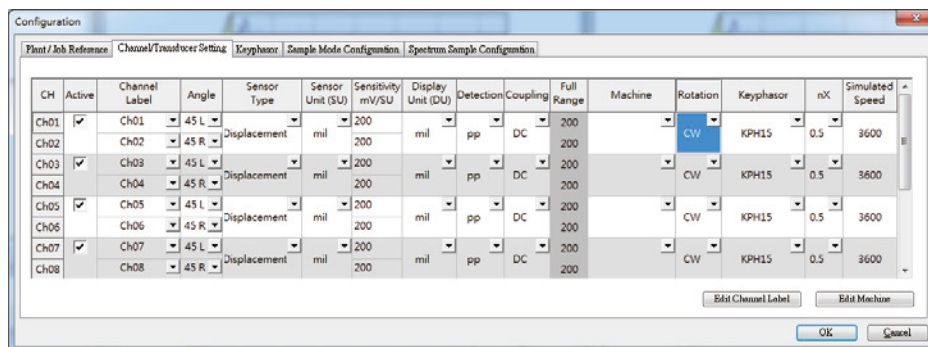 Configuration
Plant / Job Reference Channel/Transducer Setting Keyphasor Sample Mode Configuration Spectrum Sample Configuration
CH Active Channel Label Angle Sensor Type Sensor Unit (SU) Sensitivity mV/SU Display Unit (DU) Detection Coupling Full Range Machine Rotation Keyphasor nX Simulated Speed
Ch01 Ch01 45 L Displacement mil 200 mil pp DC 200 CW KPH15 0.5 3600
Ch02 Ch02 45 R 200 200
Ch03 Ch03 45 L Displacement mil 200 mil pp DC 200 CW KPH15 0.5 3600
Ch04 Ch04 45 R 200 200
Ch05 Ch05 45 L Displacement mil 200 mil pp DC 200 CW KPH15 0.5 3600
Ch06 Ch06 45 R 200 200
Ch07 Ch07 45 L Displacement mil 200 mil pp DC 200 CW KPH15 0.5 3600
Ch08 Ch08 45 R 200 200
Edit Channel Label Edit Machine
OK Cancel